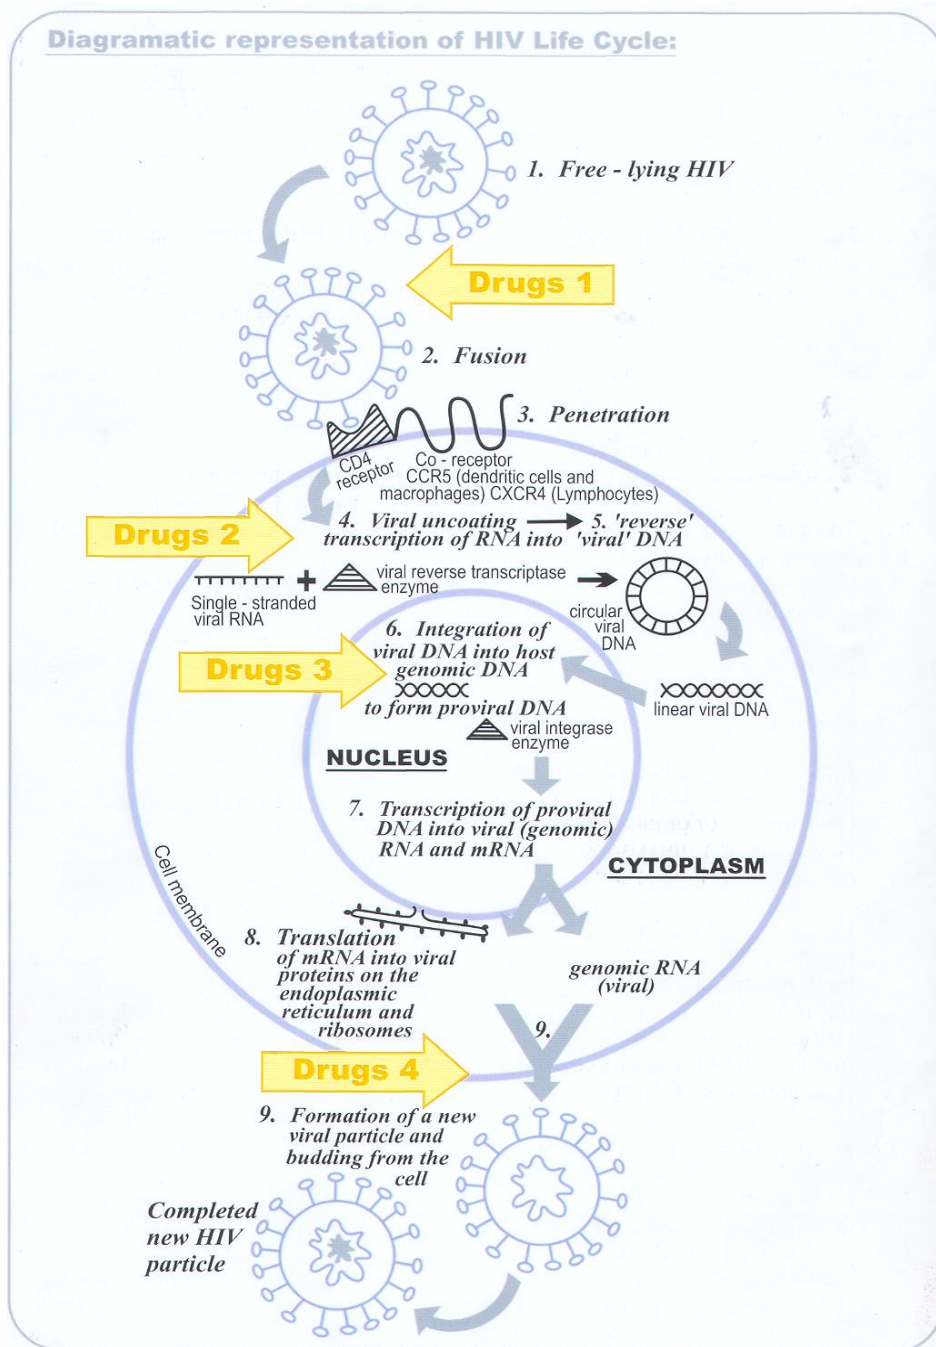 Diagramatic representation of HIV Life Cycle:
1. Free - lying HIV
Drugs 1
2. Fusion
3. Penetration
CD4
receptor
Co - receptor
CCR5 (dendritic cells and
macrophages) CXCR4 (Lymphocytes)
4. Viral uncoating 5. 'reverse'
transcription of RNA into 'viral' DNA
Drugs 2
Single - stranded
viral RNA
+
viral reverse transcriptase
enzyme
circular
viral
DNA
linear viral DNA
6. Integration of
viral DNA into host
genomic DNA
Drugs 3
to form proviral DNA
viral integrase
enzyme
NUCLEUS
7. Transcription of proviral
DNA into viral (genomic)
RNA and mRNA
CYTOPLASM
Cell membrane
8. Translation
of mRNA into viral
proteins on the
endoplasmic
reticulum and
ribosomes
genomic RNA
(viral)
9.
Drugs 4
9. Formation of a new
viral particle and
budding from the
cell
Completed
new HIV
particle